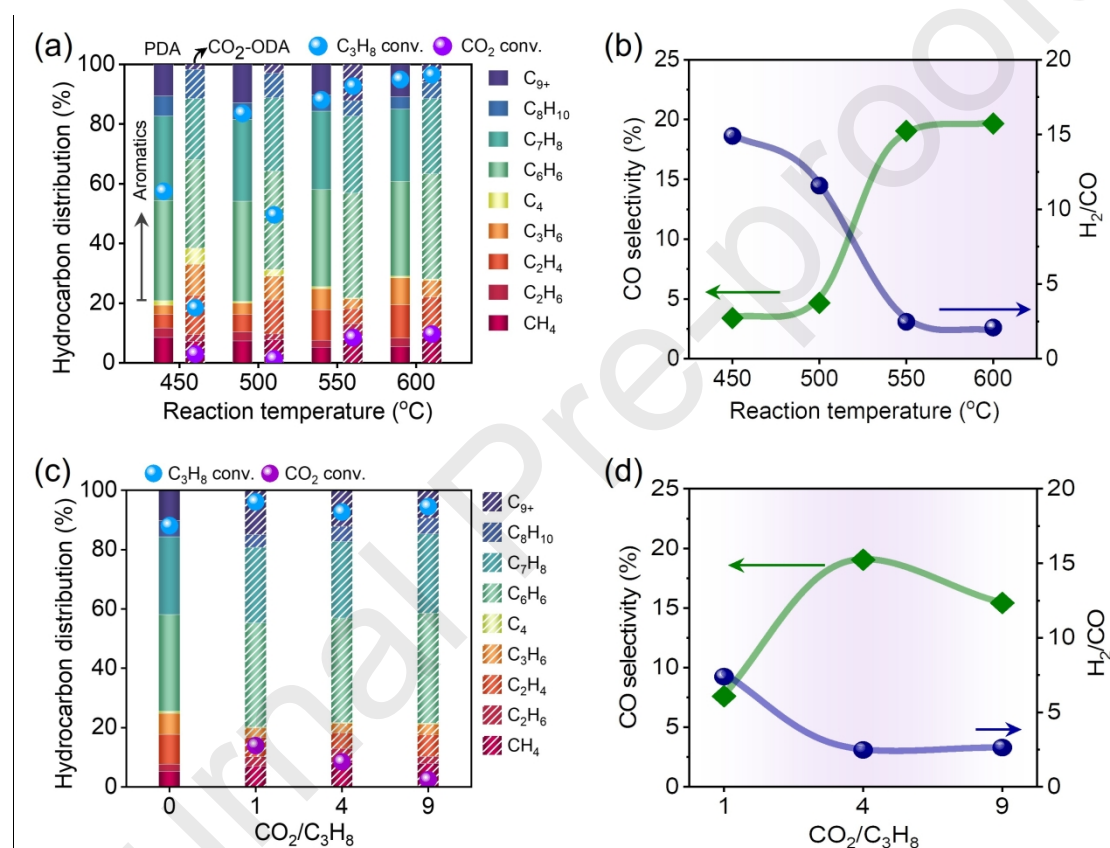 (a) PDA CO₂-ODA C₃H₈ conv. CO₂ conv.
Hydrocarbon distribution (%)
100
80
60
40
20
0
Aromatics
450 500 550 600
Reaction temperature (°C)
C₉₊
C₈H₁₀
C₇H₈
C₆H₆
C₄
C₃H₆
C₂H₄
C₂H₆
CH₄
(b)
CO selectivity (%)
25
20
15
10
5
0
450 500 550 600
Reaction temperature (°C)
20
15
10
5
0
H₂/CO
(c) C₃H₈ conv. CO₂ conv.
Hydrocarbon distribution (%)
100
80
60
40
20
0
0 1 4 9
CO₂/C₃H₈
C₉₊
C₈H₁₀
C₇H₈
C₆H₆
C₄
C₃H₆
C₂H₄
C₂H₆
CH₄
(d)
CO selectivity (%)
25
20
15
10
5
0
1 4 9
CO₂/C₃H₈
20
15
10
5
0
H₂/CO
urnal Pre-proo